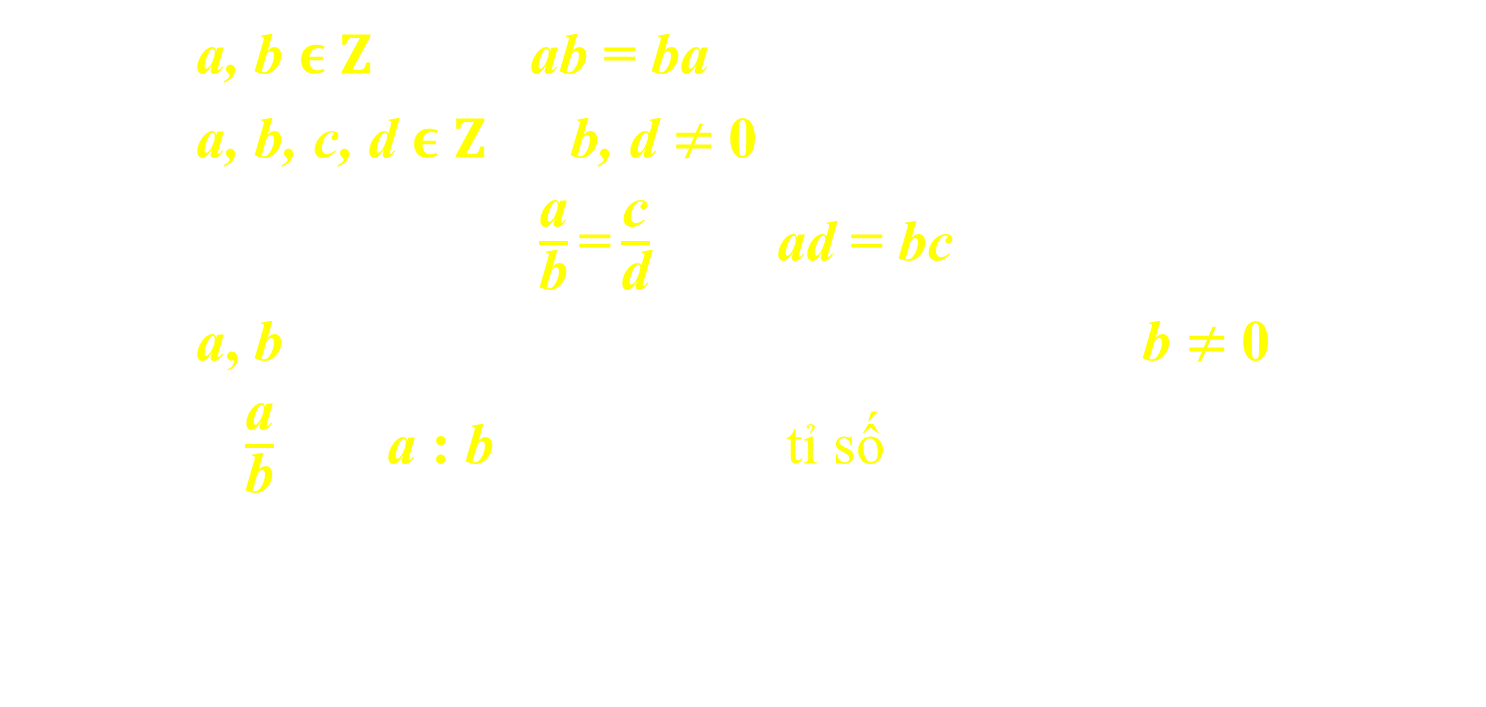 a, b ϵ Z ab = ba
a, b, c, d ϵ Z b, d ≠ 0
a/b = c/d ad = bc
a, b b ≠ 0
a/b a : b tỉ số